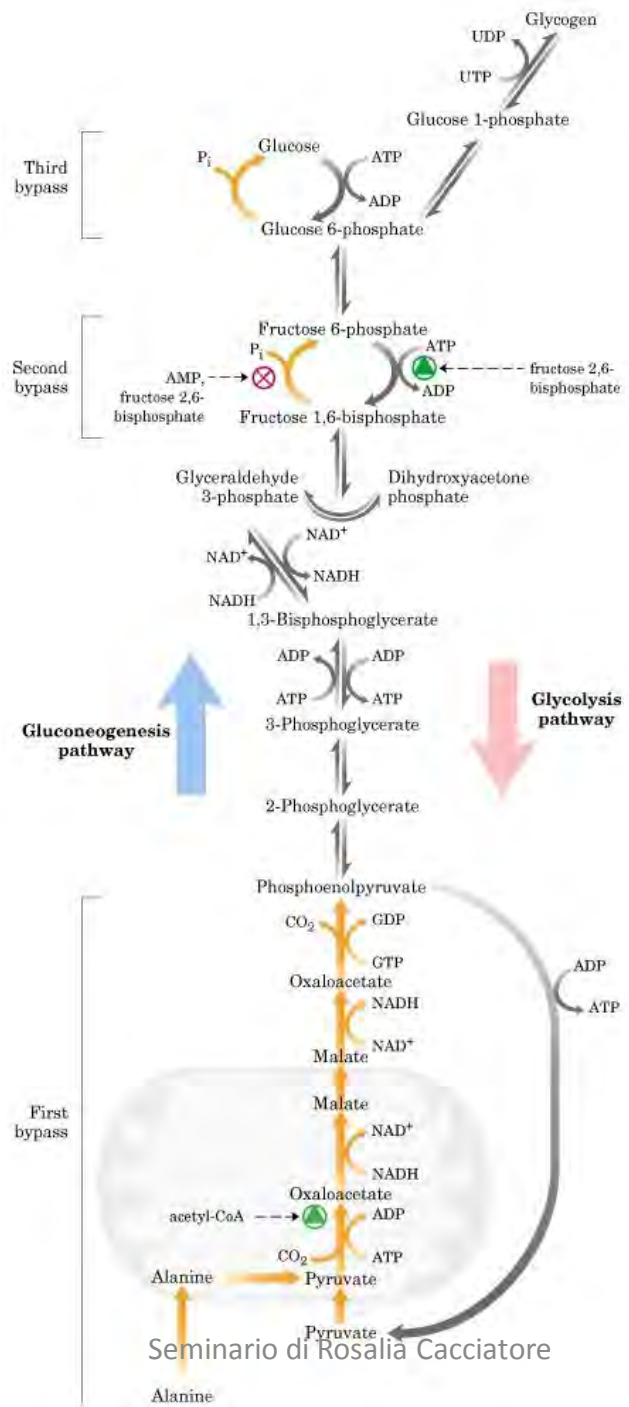 Glycogen
UDP
UTP
Glucose 1-phosphate
Third
bypass
Pi
Glucose
ATP
ADP
Glucose 6-phosphate
Second
bypass
Fructose 6-phosphate
Pi
ATP
ADP
AMP,
fructose 2,6-
bisphosphate
fructose 2,6-
bisphosphate
Fructose 1,6-bisphosphate
Glyceraldehyde
3-phosphate
Dihydroxyacetone
phosphate
NAD+
NADH
NAD+
NADH
1,3-Bisphosphoglycerate
ADP
ATP
ADP
ATP
3-Phosphoglycerate
Gluconeogenesis
pathway
Glycolysis
pathway
2-Phosphoglycerate
Phosphoenolpyruvate
CO2
GDP
GTP
ADP
ATP
Oxaloacetate
NADH
NAD+
Malate
First
bypass
Malate
NAD+
NADH
Oxaloacetate
acetyl-CoA
ADP
ATP
CO2
Alanine
Pyruvate
Pyruvate
Seminario di Rosalia Cacciatore
Alanine